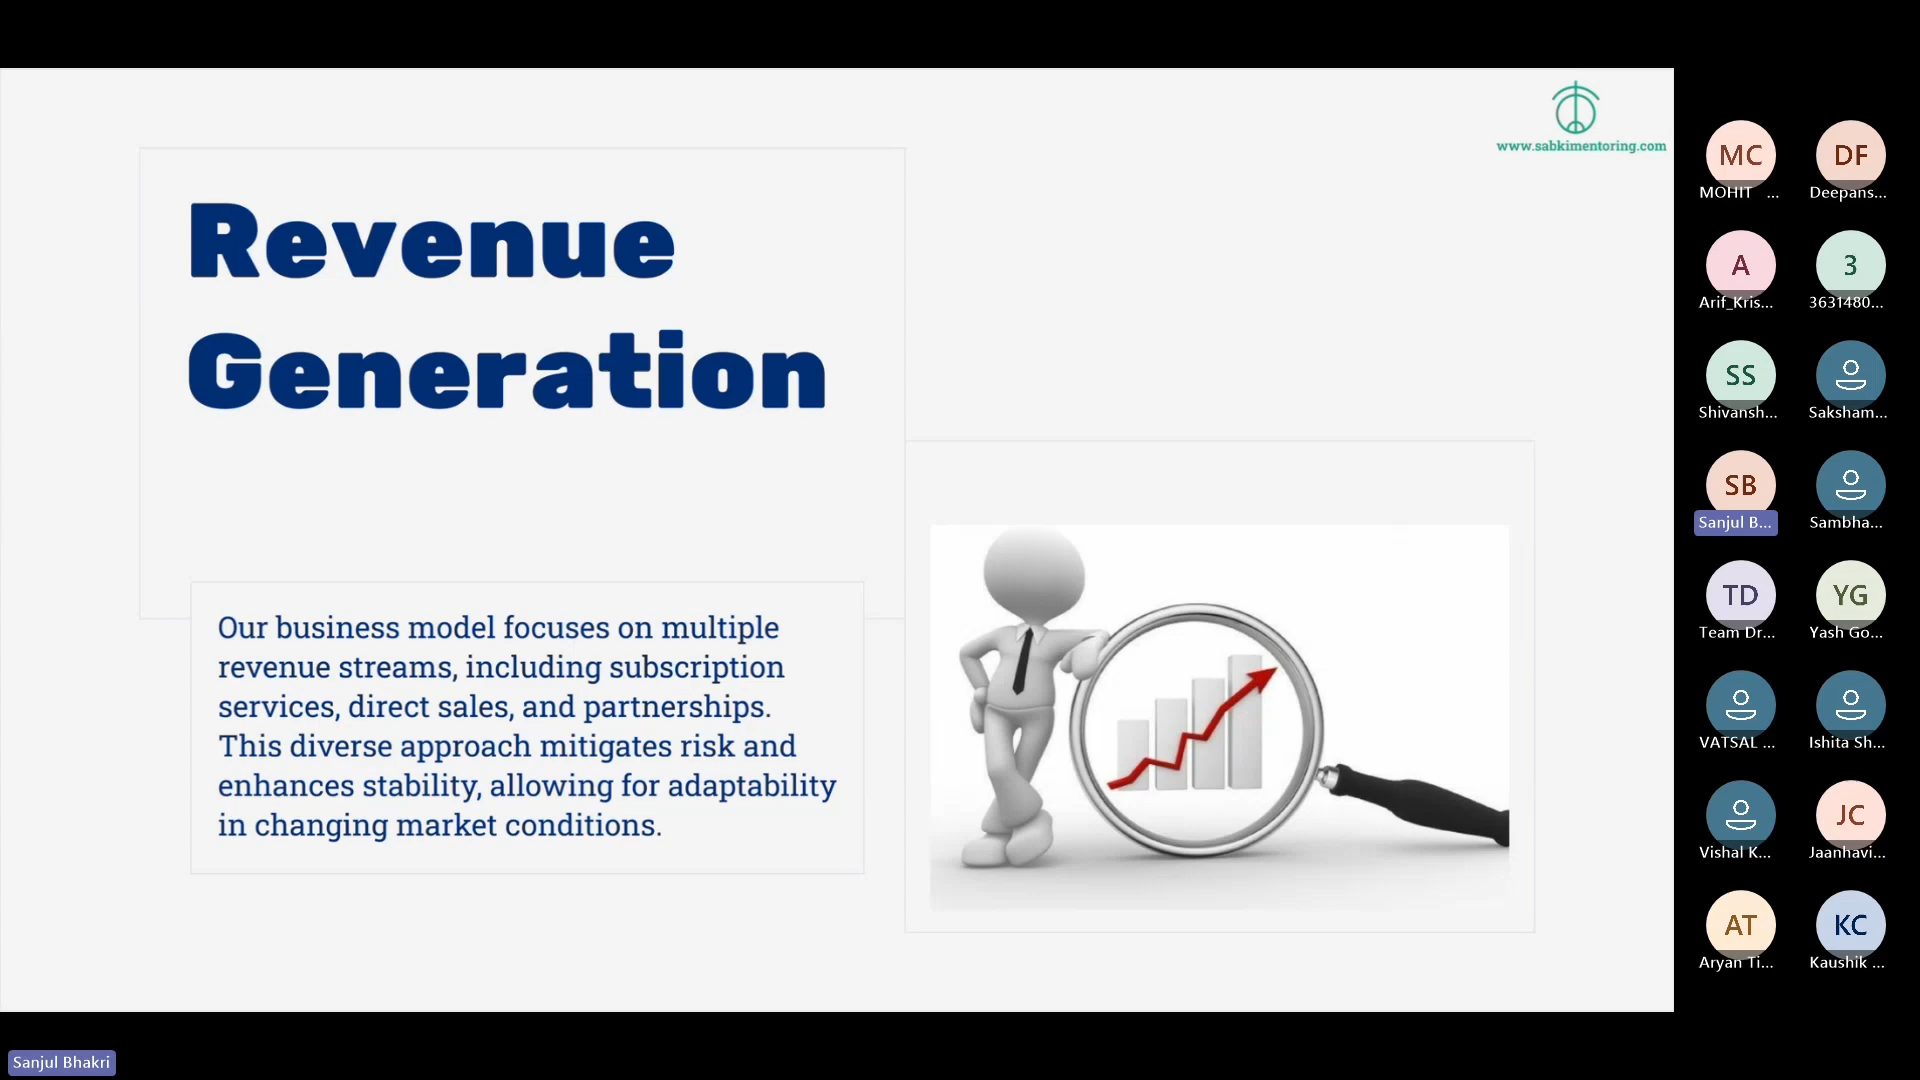 www.sabkimentoring.com
Revenue
Generation
Our business model focuses on multiple
revenue streams, including subscription
services, direct sales, and partnerships.
This diverse approach mitigates risk and
enhances stability, allowing for adaptability
in changing market conditions.
MC
MOHIT ...
DF
Deepans...
A
Arif_Kris...
3
3631480...
SS
Shivansh...
Saksham...
SB
Sanjul B...
Sambha...
TD
Team Dr...
YG
Yash Go...
VATSAL ...
Ishita Sh...
Vishal K...
JC
Jaanhavi...
AT
Aryan Ti...
KC
Kaushik ...
Sanjul Bhakri